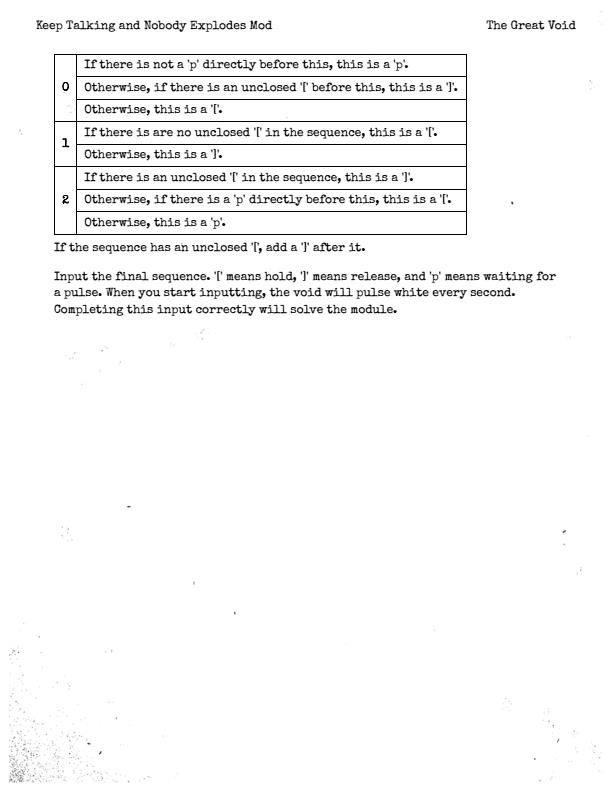 Keep Talking and Nobody Explodes Mod The Great Void
If there is not a 'p' directly before this, this is a 'p'.
0 Otherwise, if there is an unclosed '[' before this, this is a ']'.
Otherwise, this is a '['.
1 If there is are no unclosed '[' in the sequence, this is a '['.
Otherwise, this is a ']'.
If there is an unclosed '[' in the sequence, this is a ']'.
2 Otherwise, if there is a 'p' directly before this, this is a '['.
Otherwise, this is a 'p'.
If the sequence has an unclosed '[', add a ']' after it.
Input the final sequence. '[' means hold, ']' means release, and 'p' means waiting for
a pulse. When you start inputting, the void will pulse white every second.
Completing this input correctly will solve the module.